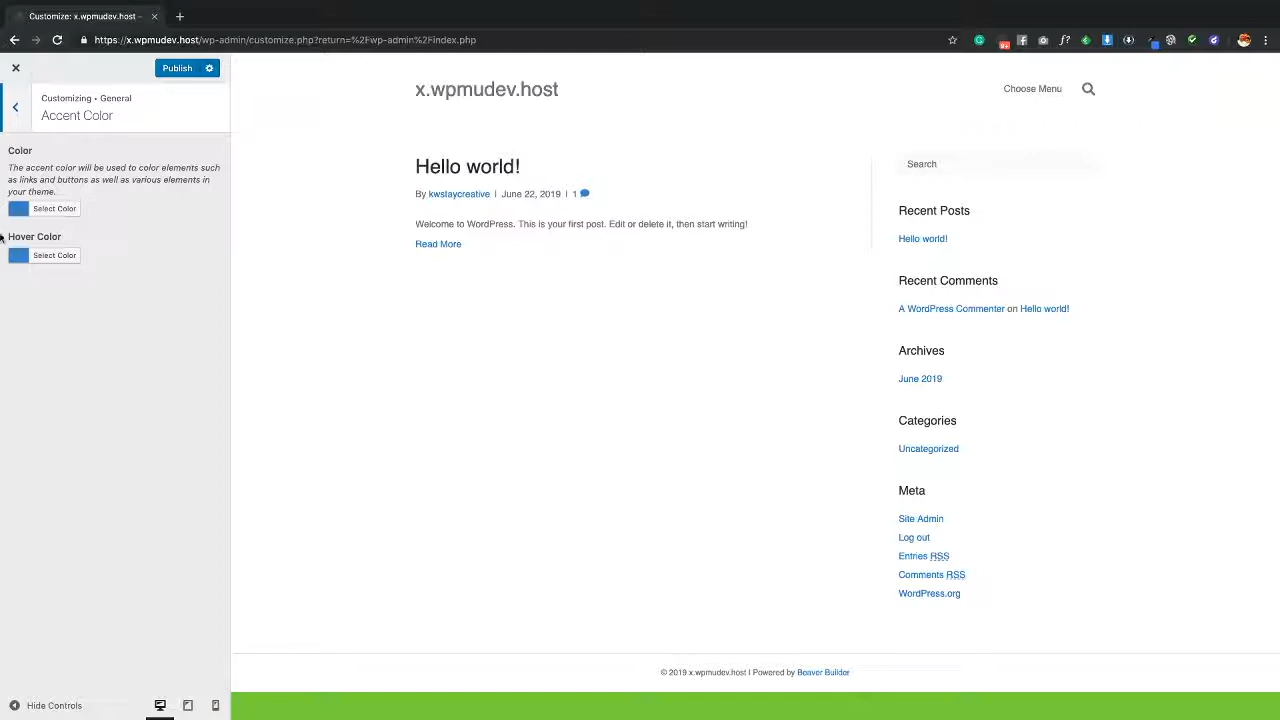 Customize: x.wpmudev.host –
https://x.wpmudev.host/wp-admin/customize.php?return=%2Fwp-admin%2Findex.php
Publish
Customizing • General
Accent Color
Color
The accent color will be used to color elements such
as links and buttons as well as various elements in
your theme.
Select Color
Hover Color
Select Color
Hide Controls
x.wpmudev.host
Choose Menu
Hello world!
By kwstaycreative | June 22, 2019 | 1
Welcome to WordPress. This is your first post. Edit or delete it, then start writing!
Read More
Search
Recent Posts
Hello world!
Recent Comments
A WordPress Commenter on Hello world!
Archives
June 2019
Categories
Uncategorized
Meta
Site Admin
Log out
Entries RSS
Comments RSS
WordPress.org
© 2019 x.wpmudev.host | Powered by Beaver Builder